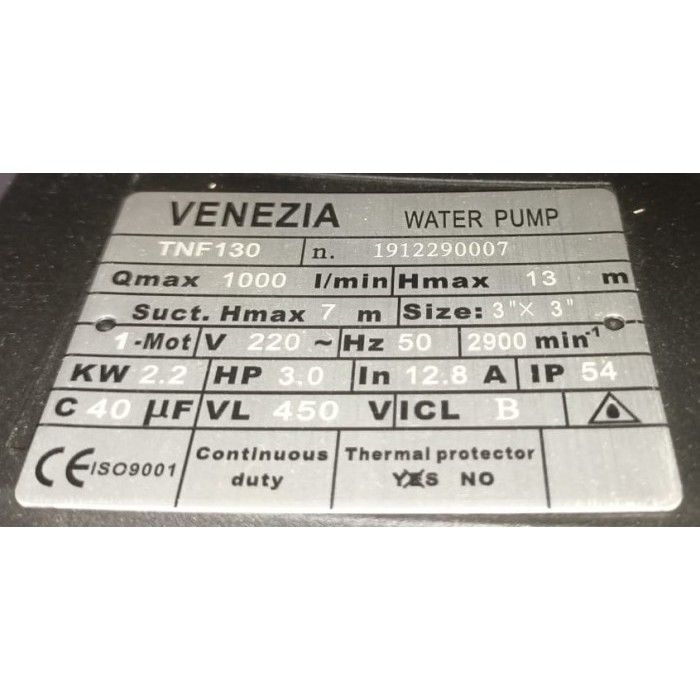 VENEZIA WATER PUMP
TNF130 n. 1912290007
Qmax 1000 l/min Hmax 13 m
Suct. Hmax 7 m Size: 3"× 3"
1-Mot V 220 ~ Hz 50 2900 min-1
KW 2.2 HP 3.0 In 12.8 A IP 54
C 40 µF VL 450 V ICL B
CE ISO9001 Continuous duty Thermal protector YES NO